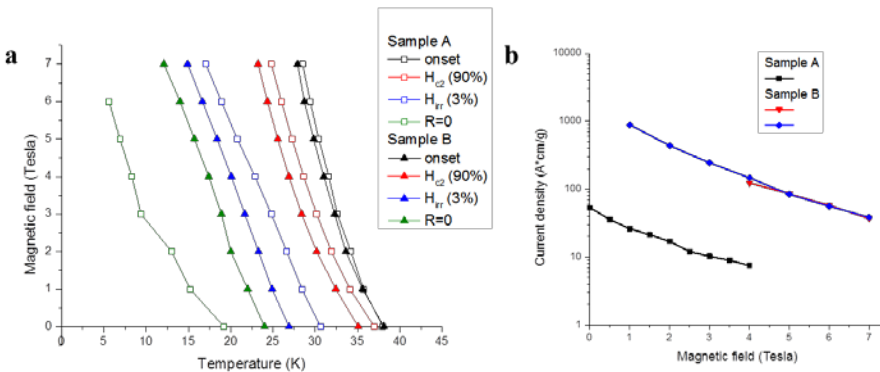 a
Magnetic field (Tesla)
7
6
5
4
3
2
1
0
0
5
10
15
20
25
30
35
40
45
Temperature (K)
Sample A
onset
Hc2 (90%)
Hirr (3%)
R=0
Sample B
onset
Hc2 (90%)
Hirr (3%)
R=0
b
Current density (A*cm/g)
10000
1000
100
10
1
0
1
2
3
4
5
6
7
Magnetic field (Tesla)
Sample A
Sample B